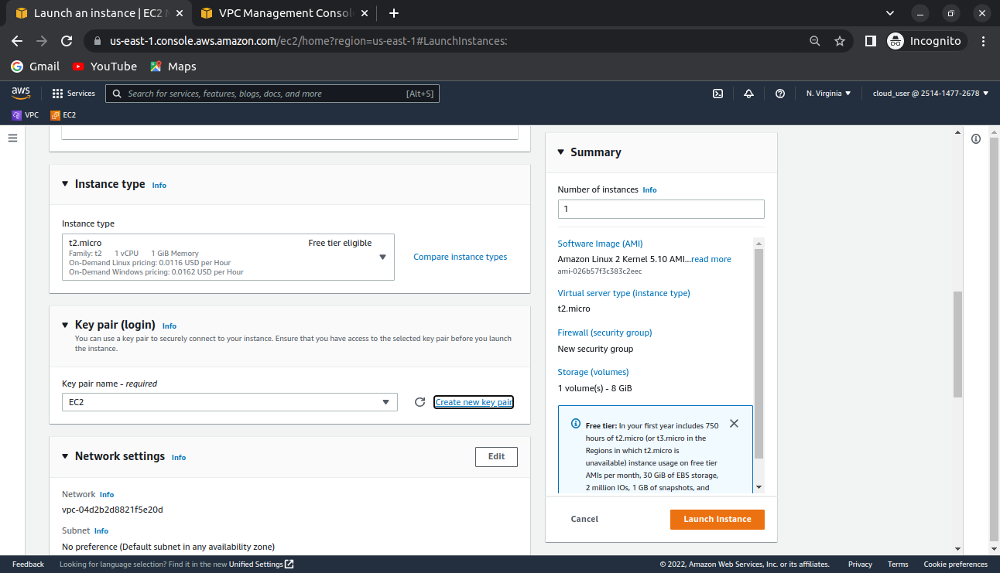 Launch an instance | EC2 M
VPC Management Console
us-east-1.console.aws.amazon.com/ec2/home?region=us-east-1#LaunchInstances:
Incognito
Gmail
YouTube
Maps
aws
Services
Search for services, features, blogs, docs, and more
[Alt+S]
N. Virginia
cloud_user @ 2514-1477-2678
VPC
EC2
Instance type Info
Instance type
t2.micro
Free tier eligible
Family: t2 1 vCPU 1 GiB Memory
On-Demand Linux pricing: 0.0116 USD per Hour
On-Demand Windows pricing: 0.0162 USD per Hour
Compare instance types
Key pair (login) Info
You can use a key pair to securely connect to your instance. Ensure that you have access to the selected key pair before you launch
the instance.
Key pair name - required
EC2
Create new key pair
Network settings Info
Edit
Network Info
vpc-04d2b2d8821f5e20d
Subnet Info
No preference (Default subnet in any availability zone)
Summary
Number of instances Info
1
Software Image (AMI)
Amazon Linux 2 Kernel 5.10 AMI...read more
ami-026b57f3c383c2eec
Virtual server type (instance type)
t2.micro
Firewall (security group)
New security group
Storage (volumes)
1 volume(s) - 8 GiB
Free tier: In your first year includes 750
hours of t2.micro (or t3.micro in the
Regions in which t2.micro is
unavailable) instance usage on free tier
AMIs per month, 30 GiB of EBS storage,
2 million IOs, 1 GB of snapshots, and
Cancel
Launch instance
Feedback
Looking for language selection? Find it in the new Unified Settings
© 2022, Amazon Web Services, Inc. or its affiliates.
Privacy
Terms
Cookie preferences